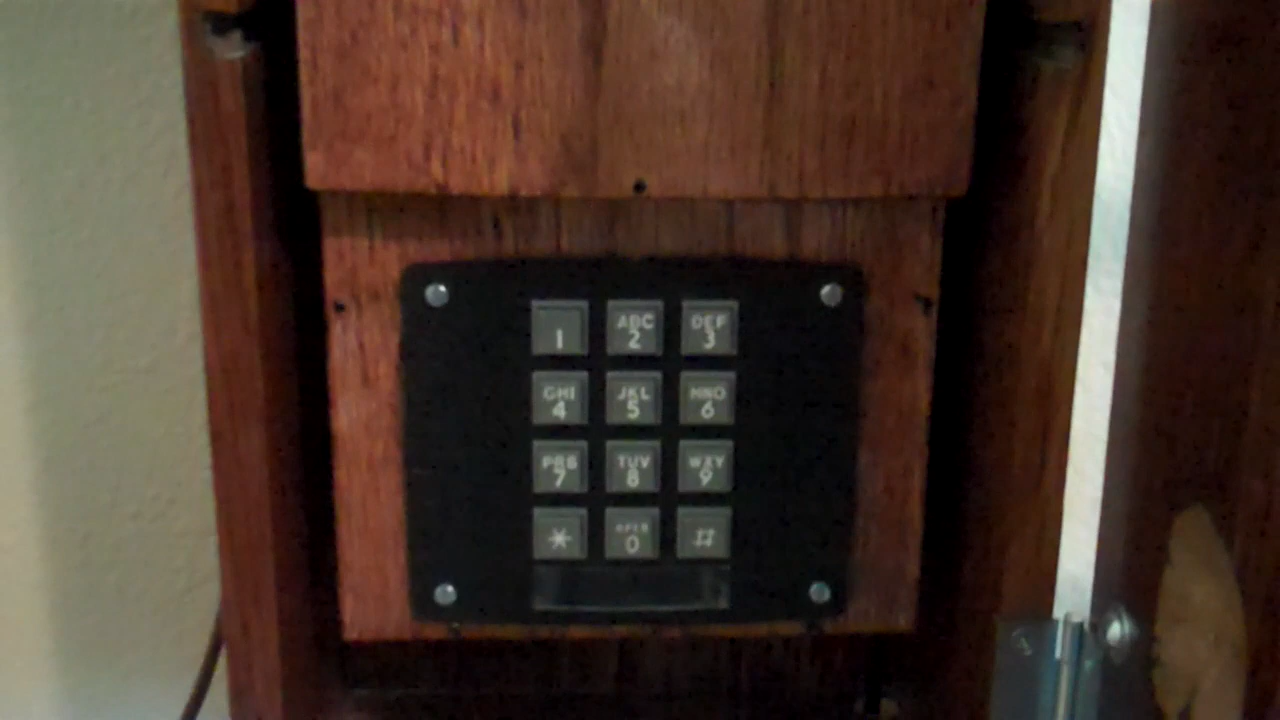 1 ABC 2 DEF 3
GHI 4 JKL 5 MNO 6
PRS 7 TUV 8 WXY 9
* OPER 0 #